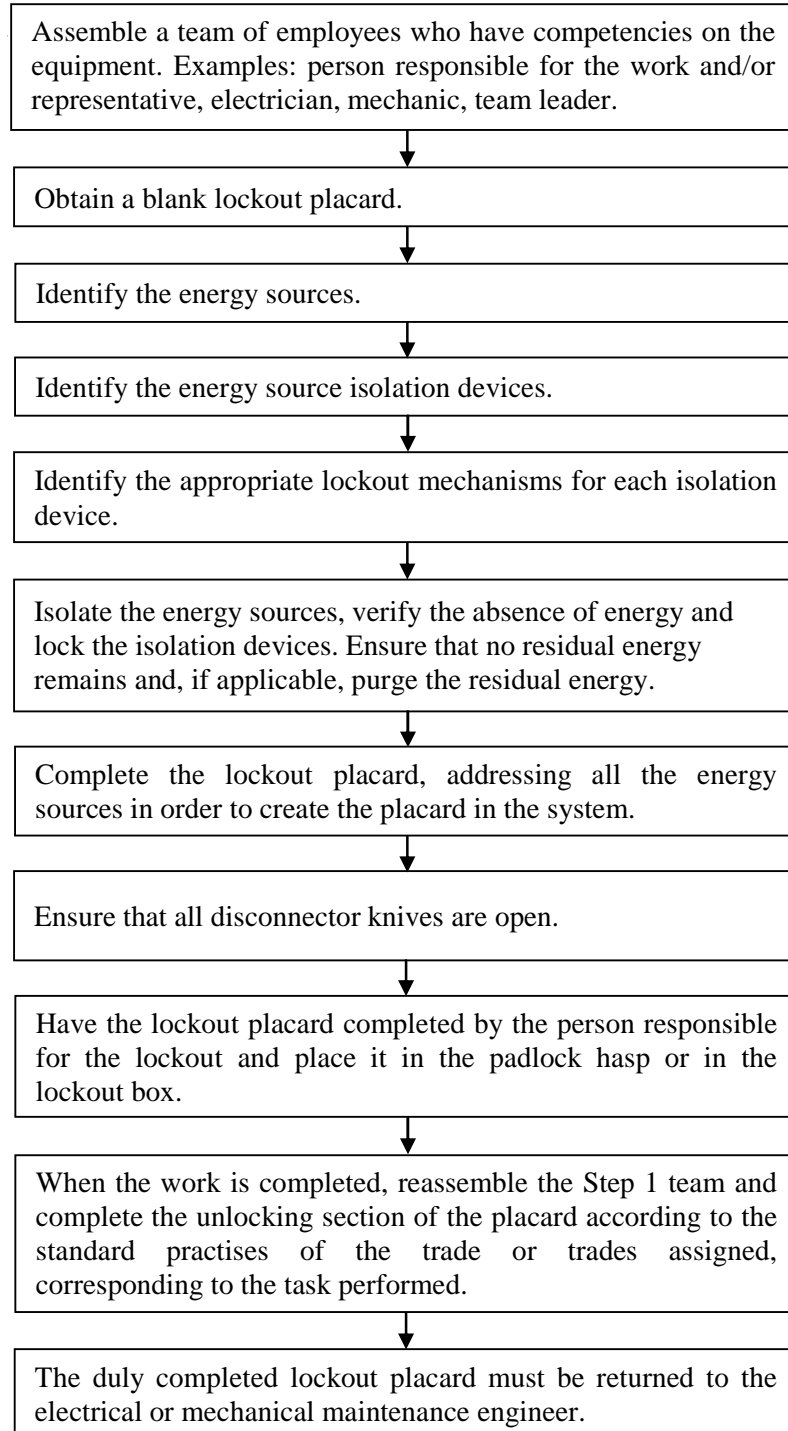 Assemble a team of employees who have competencies on the
equipment. Examples: person responsible for the work and/or
representative, electrician, mechanic, team leader.
Obtain a blank lockout placard.
Identify the energy sources.
Identify the energy source isolation devices.
Identify the appropriate lockout mechanisms for each isolation
device.
Isolate the energy sources, verify the absence of energy and
lock the isolation devices. Ensure that no residual energy
remains and, if applicable, purge the residual energy.
Complete the lockout placard, addressing all the energy
sources in order to create the placard in the system.
Ensure that all disconnector knives are open.
Have the lockout placard completed by the person responsible
for the lockout and place it in the padlock hasp or in the
lockout box.
When the work is completed, reassemble the Step 1 team and
complete the unlocking section of the placard according to the
standard practises of the trade or trades assigned,
corresponding to the task performed.
The duly completed lockout placard must be returned to the
electrical or mechanical maintenance engineer.